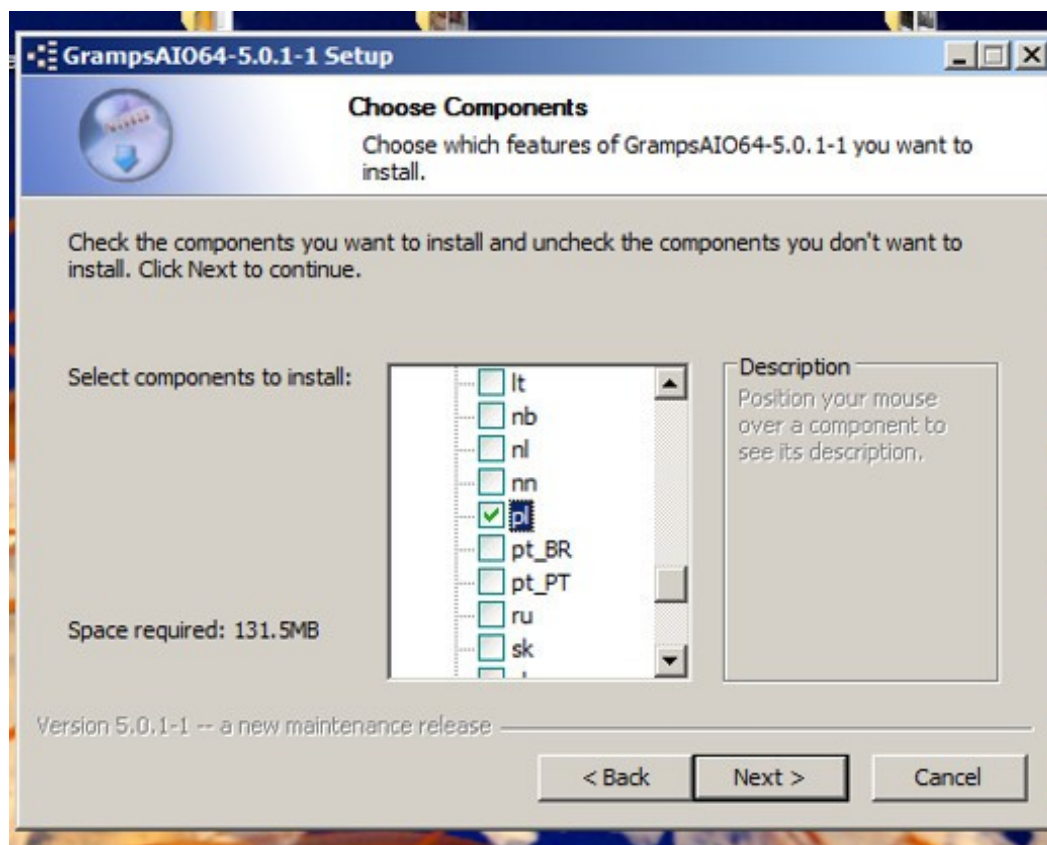 GrampsAIO64-5.0.1-1 Setup
Choose Components
Choose which features of GrampsAIO64-5.0.1-1 you want to
install.
Check the components you want to install and uncheck the components you don't want to
install. Click Next to continue.
Select components to install:
lt
nb
nl
nn
pl
pt_BR
pt_PT
ru
sk
Description
Position your mouse
over a component to
see its description.
Space required: 131.5MB
Version 5.0.1-1 -- a new maintenance release
< Back
Next >
Cancel